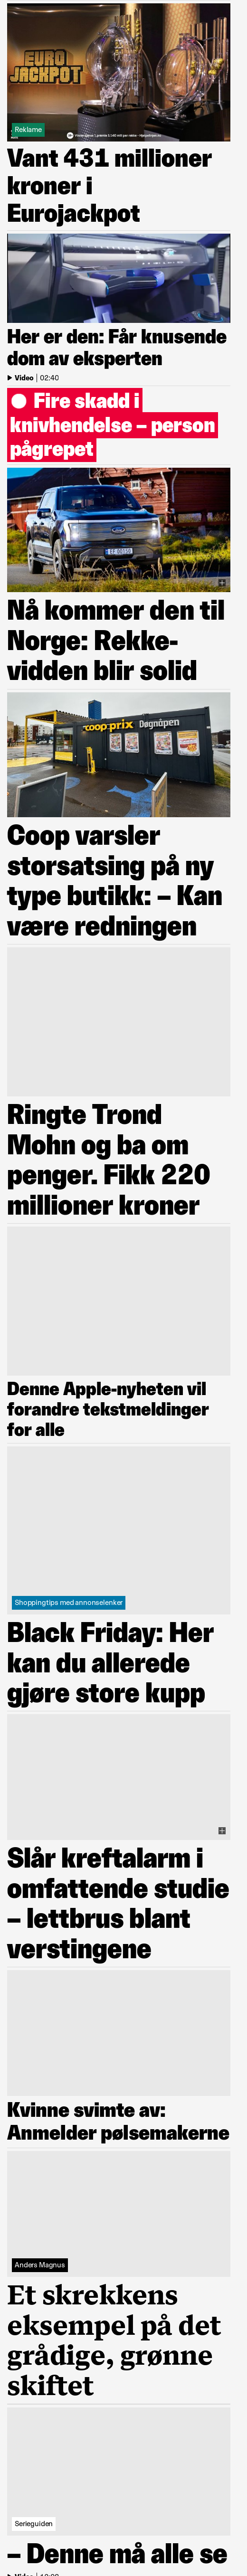 EURO
JACKPOT
Reklame
Vant 431 millioner
kroner i
Eurojackpot
Her er den: Får knusende
dom av eksperten
Video | 02:40
Fire skadd i
knivhendelse – person
pågrepet
Nå kommer den til
Norge: Rekke-
vidden blir solid
coop prix Døgnåpen
Coop varsler
storsatsing på ny
type butikk: – Kan
være redningen
Ringte Trond
Mohn og ba om
penger. Fikk 220
millioner kroner
Denne Apple-nyheten vil
forandre tekstmeldinger
for alle
Shoppingtips med annonselenker
Black Friday: Her
kan du allerede
gjøre store kupp
Slår kreftalarm i
omfattende studie
– lettbrus blant
verstingene
Kvinne svimte av:
Anmelder pølsemakerne
Anders Magnus
Et skrekkens
eksempel på det
grådige, grønne
skiftet
Serieguiden
– Denne må alle se